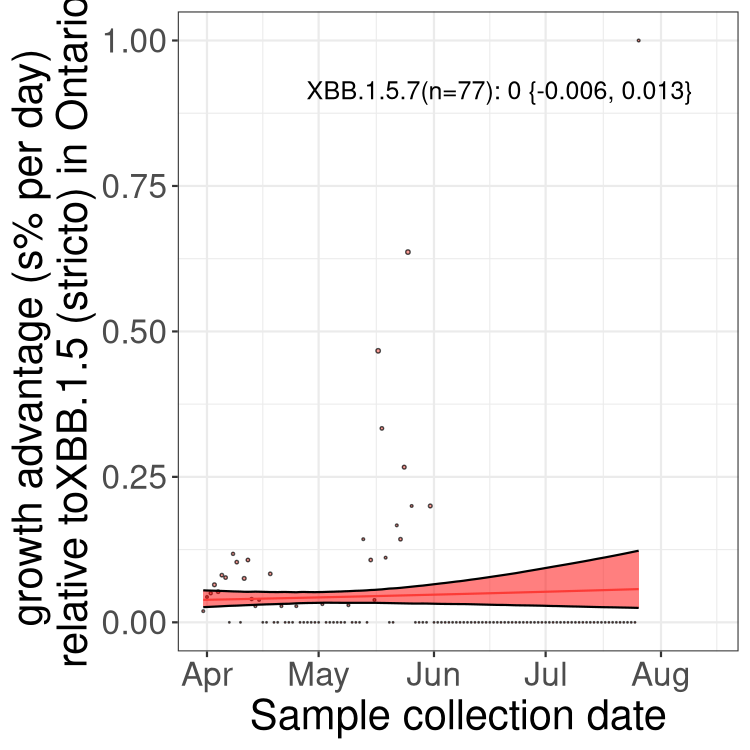 growth advantage (s% per day)
relative toXBB.1.5 (stricto) in Ontario
1.00
XBB.1.5.7(n=77): 0 {-0.006, 0.013}
0.75
0.50
0.25
0.00
Apr May Jun Jul Aug
Sample collection date